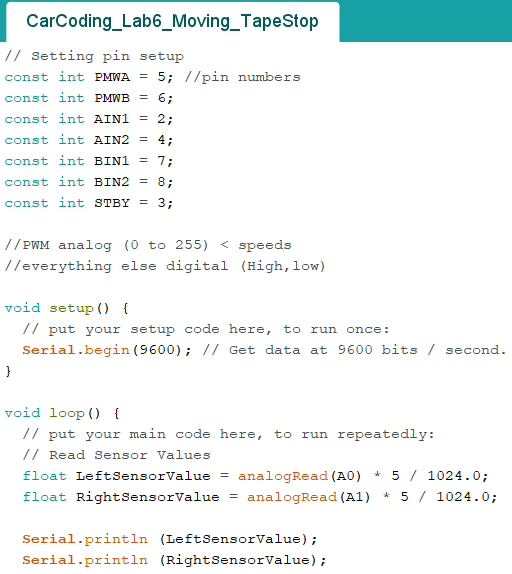 CarCoding_Lab6_Moving_TapeStop
// Setting pin setup
const int PMWA = 5; //pin numbers
const int PMWB = 6;
const int AIN1 = 2;
const int AIN2 = 4;
const int BIN1 = 7;
const int BIN2 = 8;
const int STBY = 3;
//PWM analog (0 to 255) < speeds
//everything else digital (High,low)
void setup() {
// put your setup code here, to run once:
Serial.begin(9600); // Get data at 9600 bits / second.
}
void loop() {
// put your main code here, to run repeatedly:
// Read Sensor Values
float LeftSensorValue = analogRead(A0) * 5 / 1024.0;
float RightSensorValue = analogRead(A1) * 5 / 1024.0;
Serial.println (LeftSensorValue);
Serial.println (RightSensorValue);